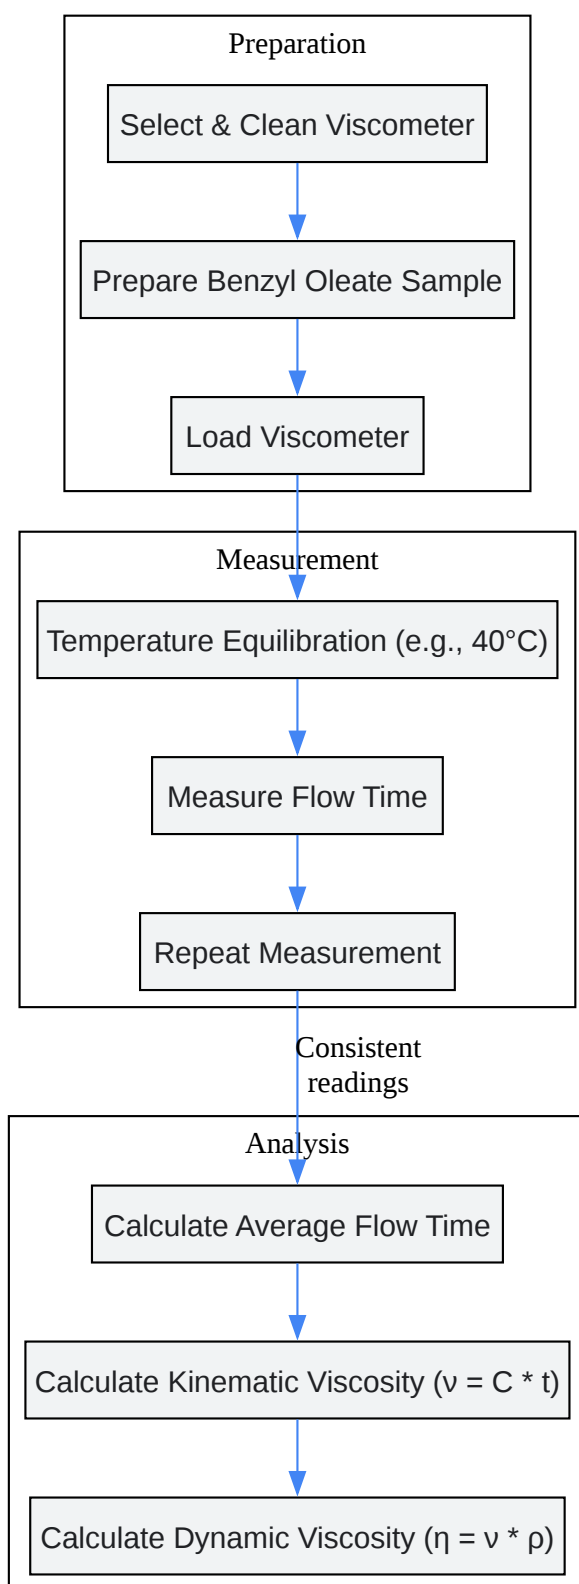 Preparation
Select & Clean Viscometer
Prepare Benzyl Oleate Sample
Load Viscometer
Measurement
Temperature Equilibration (e.g., 40°C)
Measure Flow Time
Repeat Measurement
Consistent
readings
Analysis
Calculate Average Flow Time
Calculate Kinematic Viscosity (ν = C * t)
Calculate Dynamic Viscosity (η = ν * ρ)